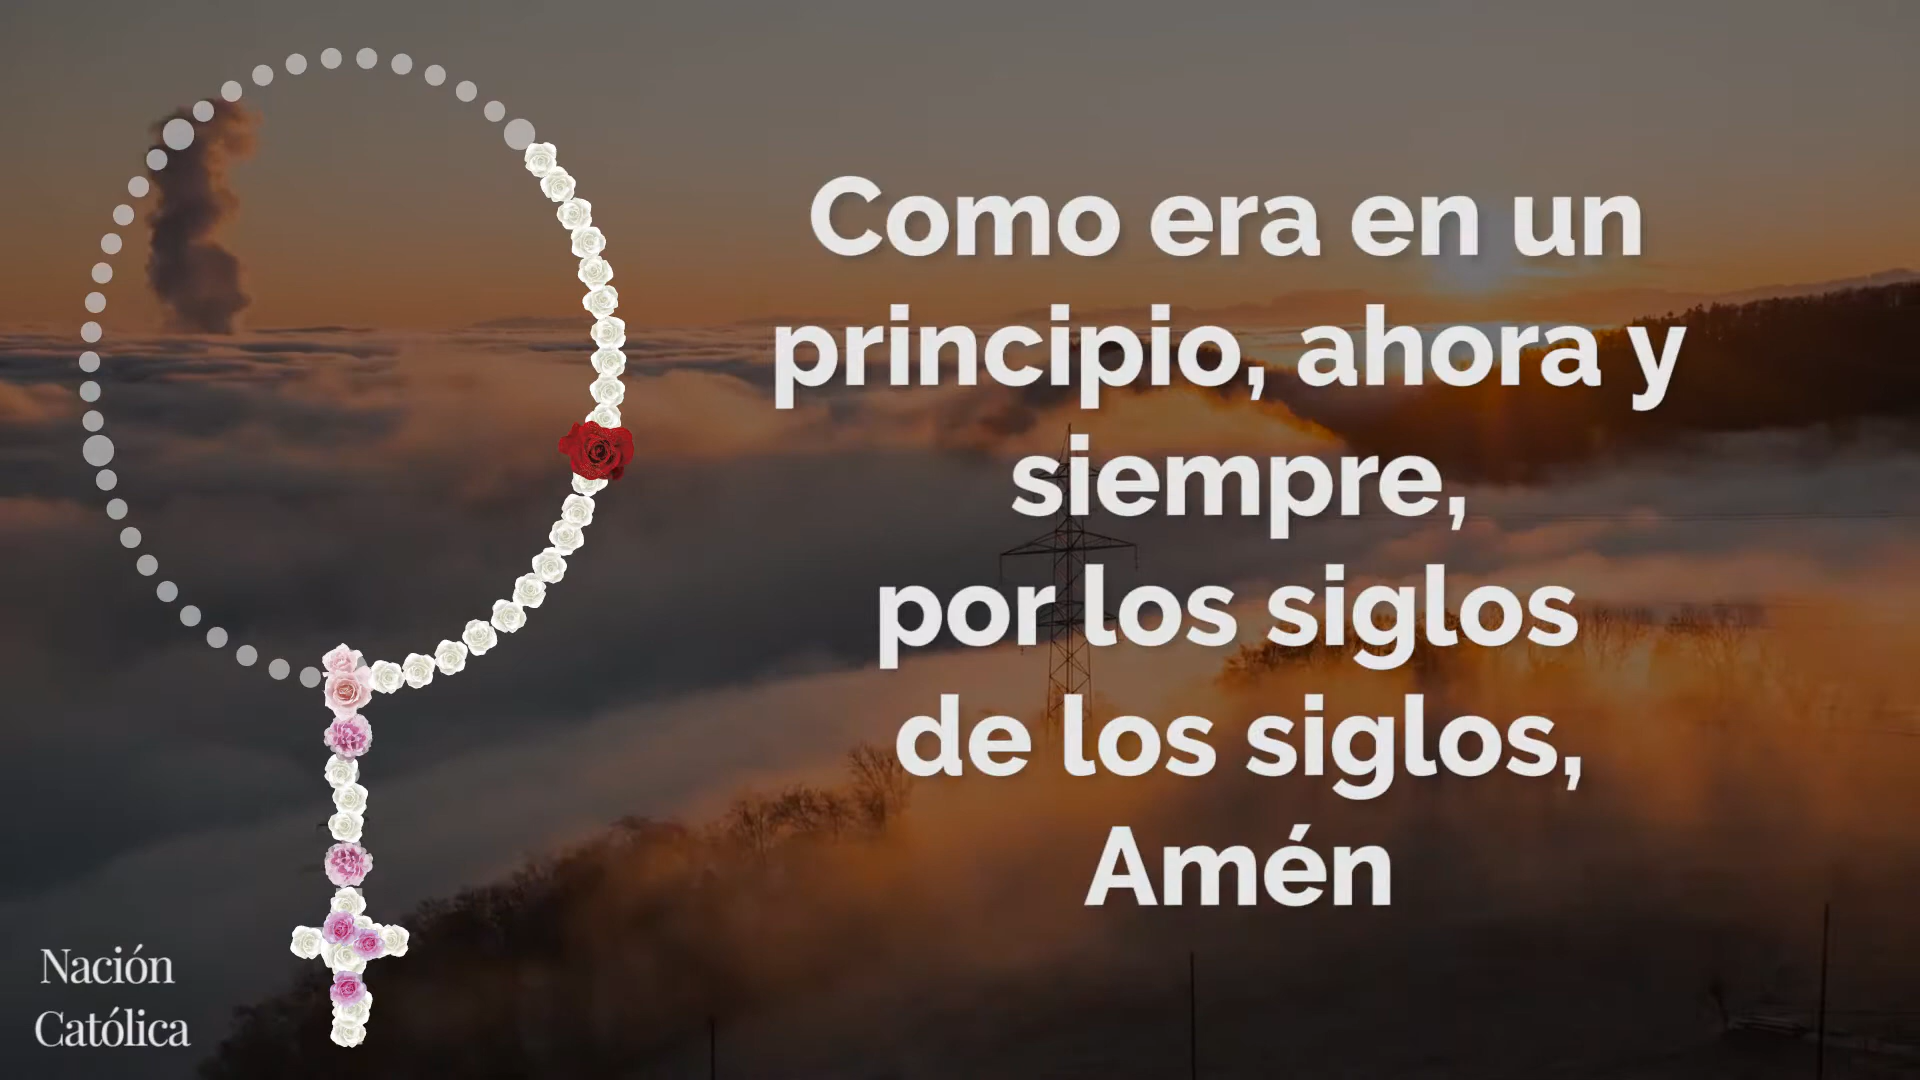 Como era en un
principio, ahora y
siempre,
por los siglos
de los siglos,
Amén
Nación
Católica